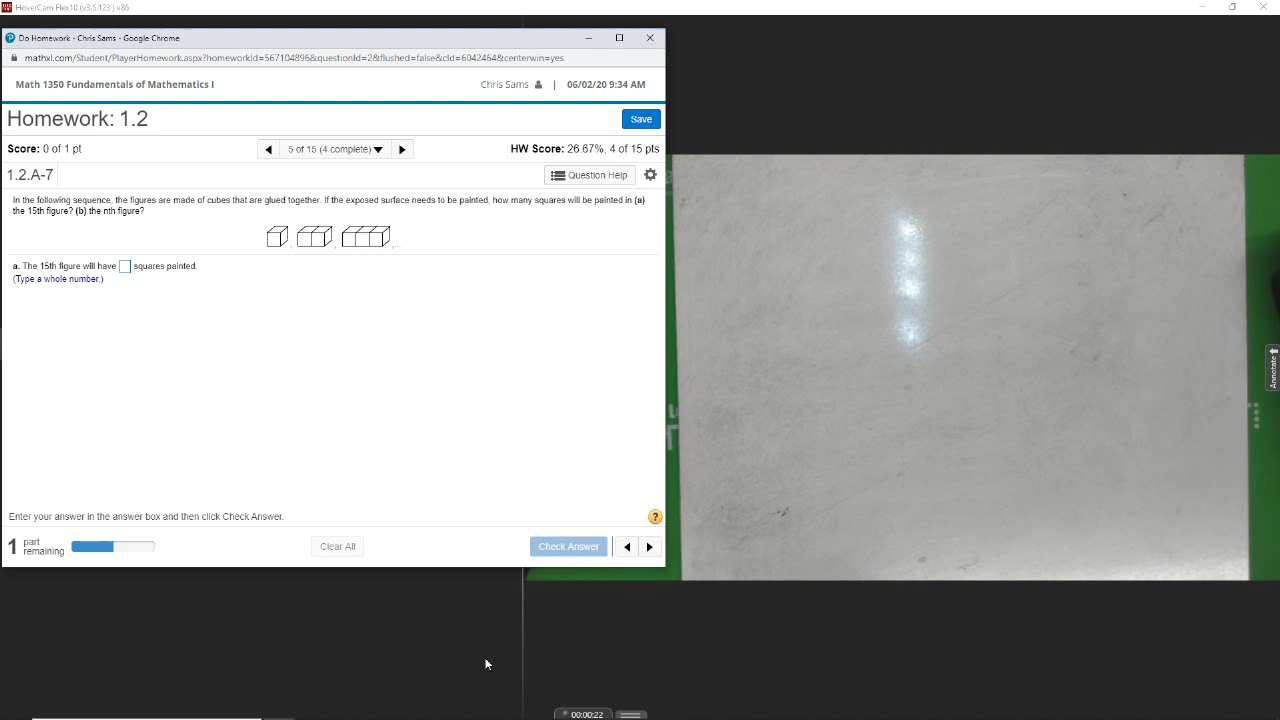 HoverCam Flex10 (v3.5.123) x86
Do Homework - Chris Sams - Google Chrome
mathxl.com/Student/PlayerHomework.aspx?homeworkId=567104896&questionId=2&flushed=false&cId=6042464&centerwin=yes
Math 1350 Fundamentals of Mathematics I
Chris Sams | 06/02/20 9:34 AM
Homework: 1.2
Save
Score: 0 of 1 pt
5 of 15 (4 complete)
HW Score: 26.67%, 4 of 15 pts
1.2.A-7
Question Help
In the following sequence, the figures are made of cubes that are glued together. If the exposed surface needs to be painted, how many squares will be painted in (a)
the 15th figure? (b) the nth figure?
, , ,...
a. The 15th figure will have squares painted.
(Type a whole number.)
Annotate
Enter your answer in the answer box and then click Check Answer.
?
1 part remaining
Clear All
Check Answer
00:00:22